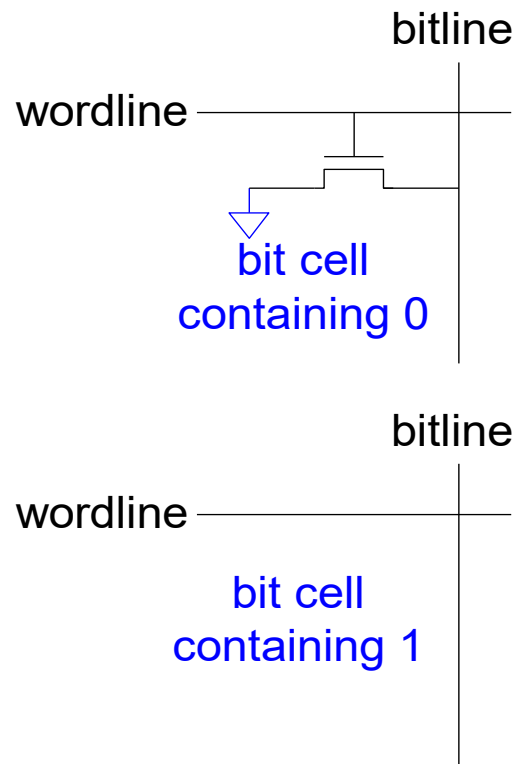 bitline
wordline
bit cell
containing 0
bitline
wordline
bit cell
containing 1